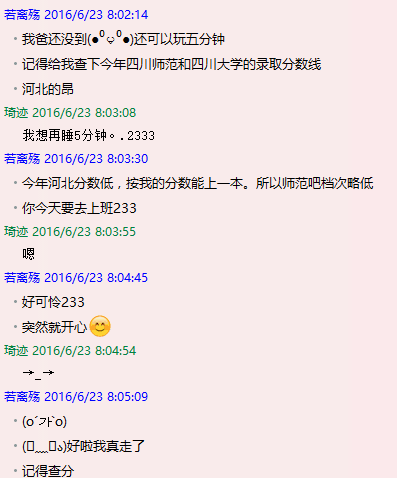 若离殇 2016/6/23 8:02:14
· 我爸还没到(●⁰౪⁰●)还可以玩五分钟
· 记得给我查下今年四川师范和四川大学的录取分数线
· 河北的昂
琦迹 2016/6/23 8:03:08
我想再睡5分钟。.2333
若离殇 2016/6/23 8:03:30
· 今年河北分数低，按我的分数能上一本。所以师范吧档次略低
· 你今天要去上班233
琦迹 2016/6/23 8:03:55
嗯
若离殇 2016/6/23 8:04:45
· 好可怜233
· 突然就开心
琦迹 2016/6/23 8:04:54
→_→
若离殇 2016/6/23 8:05:09
· (o´ﾌﾄ`o)
· (﹏)好啦我真走了
· 记得查分